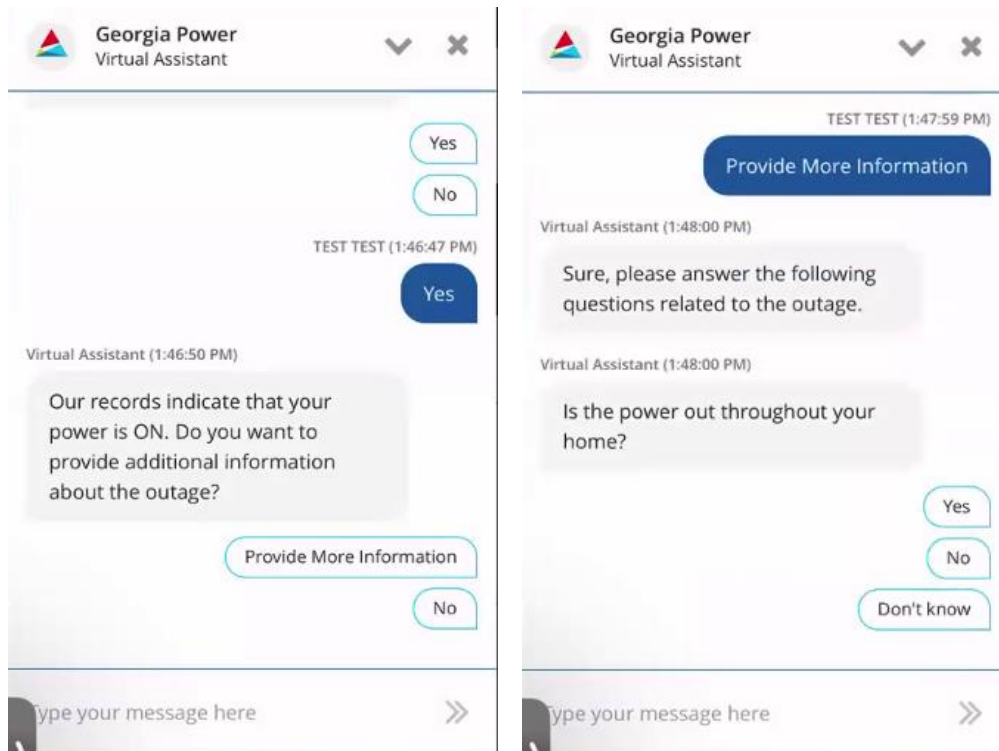 Georgia Power
Virtual Assistant
Yes
No
TEST TEST (1:46:47 PM)
Yes
Virtual Assistant (1:46:50 PM)
Our records indicate that your
power is ON. Do you want to
provide additional information
about the outage?
Provide More Information
No
Type your message here
Georgia Power
Virtual Assistant
TEST TEST (1:47:59 PM)
Provide More Information
Virtual Assistant (1:48:00 PM)
Sure, please answer the following
questions related to the outage.
Virtual Assistant (1:48:00 PM)
Is the power out throughout your
home?
Yes
No
Don't know
Type your message here